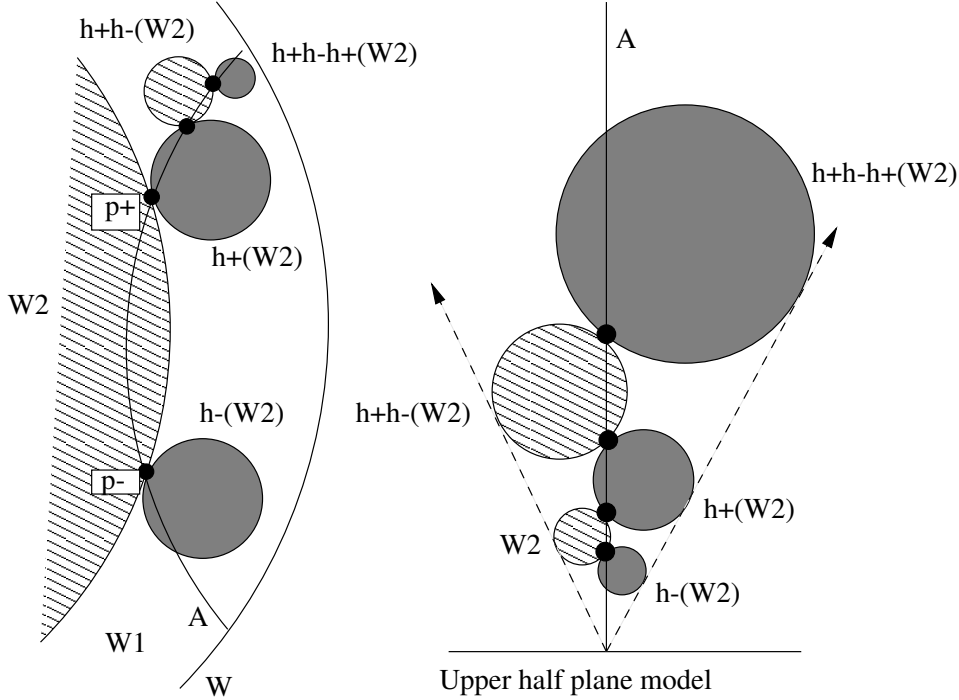 h+h-(W2)
h+h-h+(W2)
p+
h+(W2)
W2
h-(W2)
p-
A
W1
W
A
h+h-h+(W2)
h+h-(W2)
h+(W2)
W2
h-(W2)
Upper half plane model